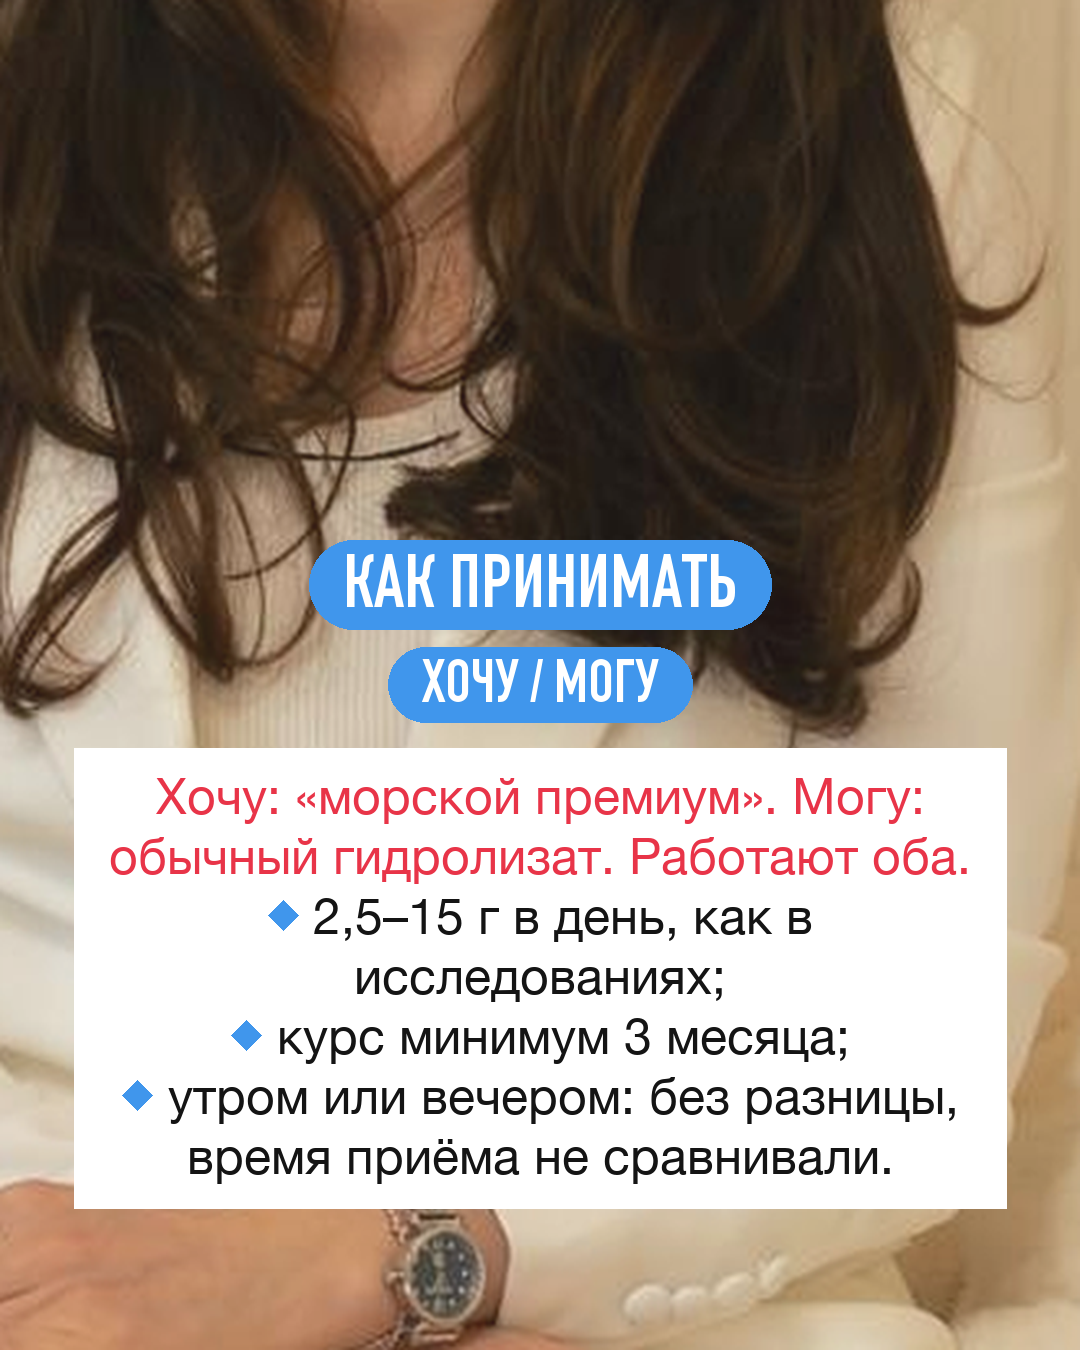 КАК ПРИНИМАТЬ
ХОЧУ / МОГУ
Хочу: «морской премиум». Могу:
обычный гидролизат. Работают оба.
🔷 2,5–15 г в день, как в
исследованиях;
🔷 курс минимум 3 месяца;
🔷 утром или вечером: без разницы,
время приёма не сравнивали.